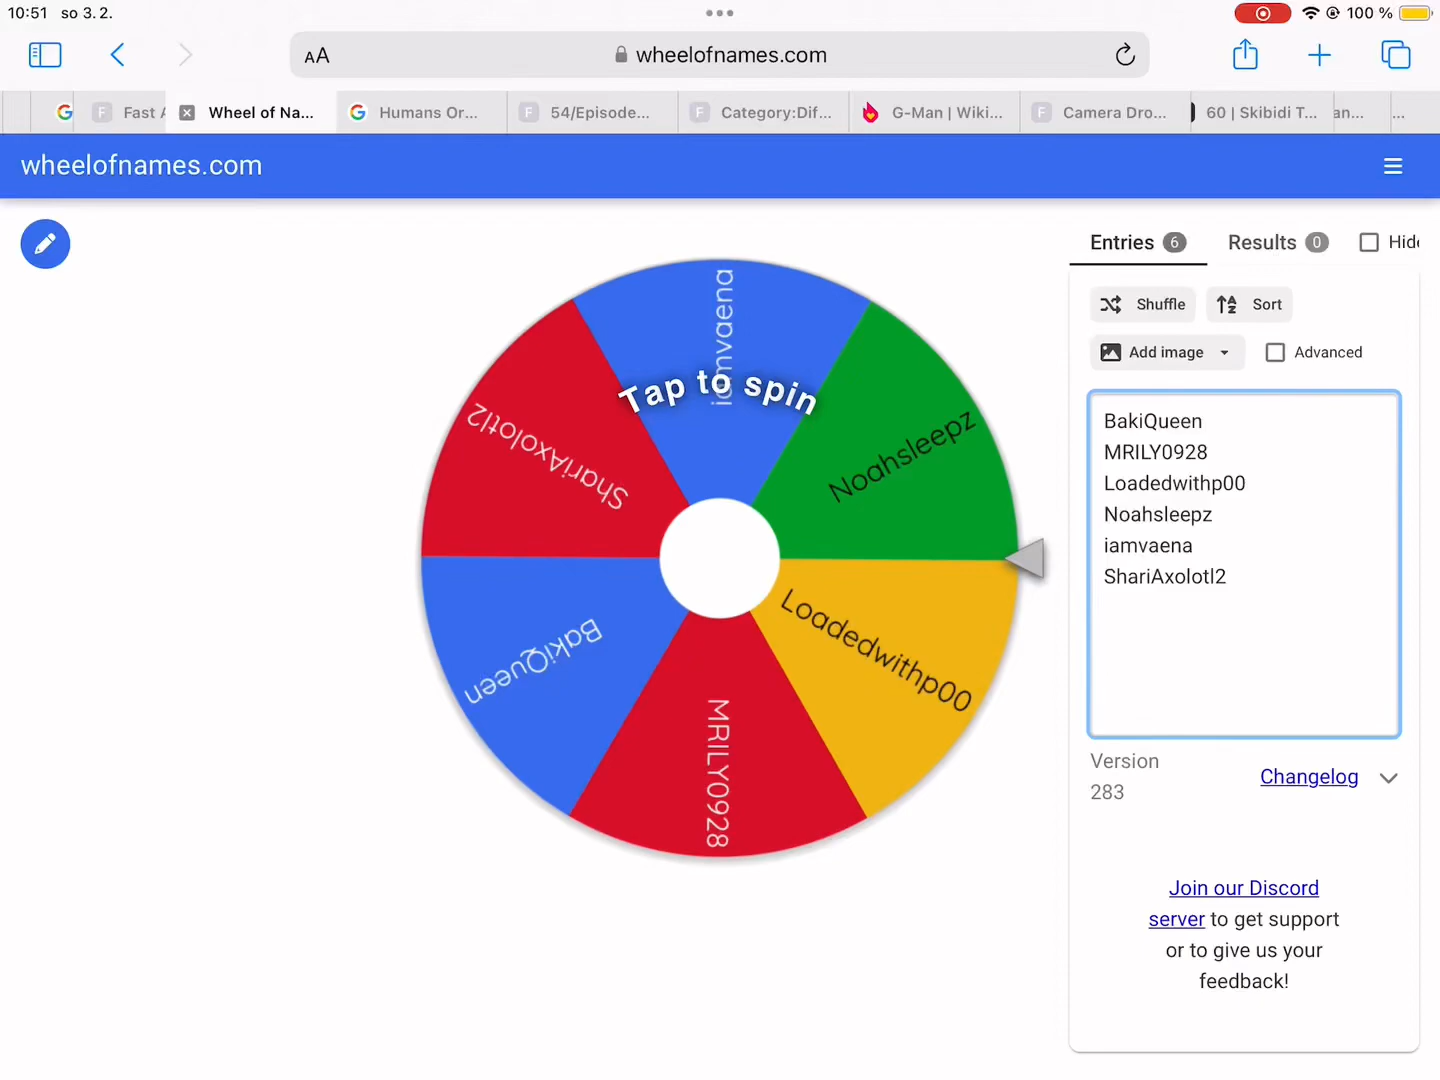 10:51 so 3. 2.
100 %
AA wheelofnames.com
Fast A
Wheel of Na...
Humans Or...
54/Episode...
Category:Dif...
G-Man | Wiki...
Camera Dro...
60 | Skibidi T...
an...
...
wheelofnames.com
Entries 6
Results 0
Hide
Shuffle
Sort
Add image
Advanced
BakiQueen
MRILY0928
Loadedwithp00
Noahsleepz
iamvaena
ShariAxolotl2
Version
283
Changelog
Join our Discord
server to get support
or to give us your
feedback!
iamvaena
Tap to spin
Noahsleepz
Loadedwithp00
MRILY0928
BakiQueen
ShariAxolotl2